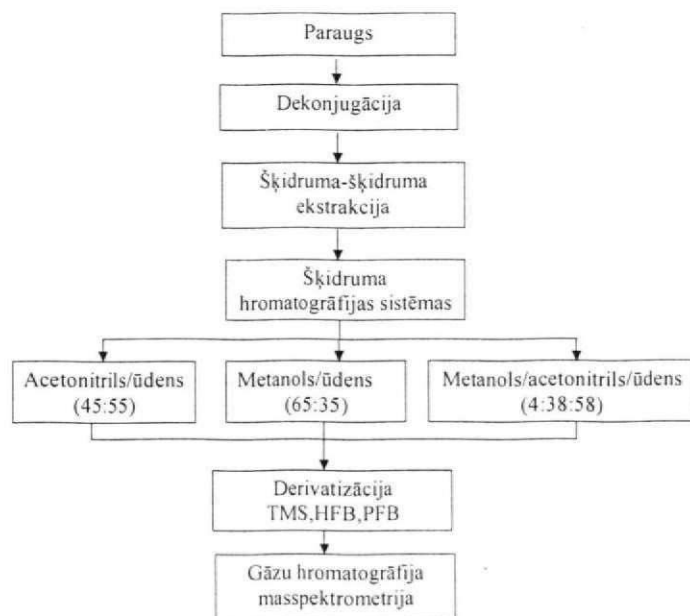 Paraugs
Dekonjugācija
Šķidruma-šķidruma
ekstrakcija
Šķidruma
hromatogrāfijas sistēmas
Acetonitrils/ūdens
(45:55)
Metanols/ūdens
(65:35)
Metanols/acetonitrils/ūdens
(4:38:58)
Derivatizācija
TMS,HFB,PFB
Gāzu hromatogrāfija
masspektrometrija